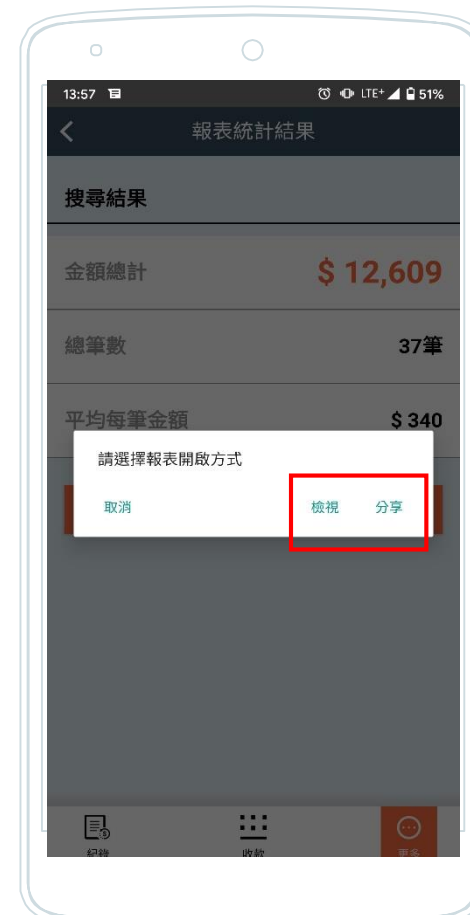 13:57 LTE+ 51%
報表統計結果
搜尋結果
金額總計 $ 12,609
總筆數 37筆
平均每筆金額 $ 340
請選擇報表開啟方式
取消 檢視 分享
紀錄 收款 更多